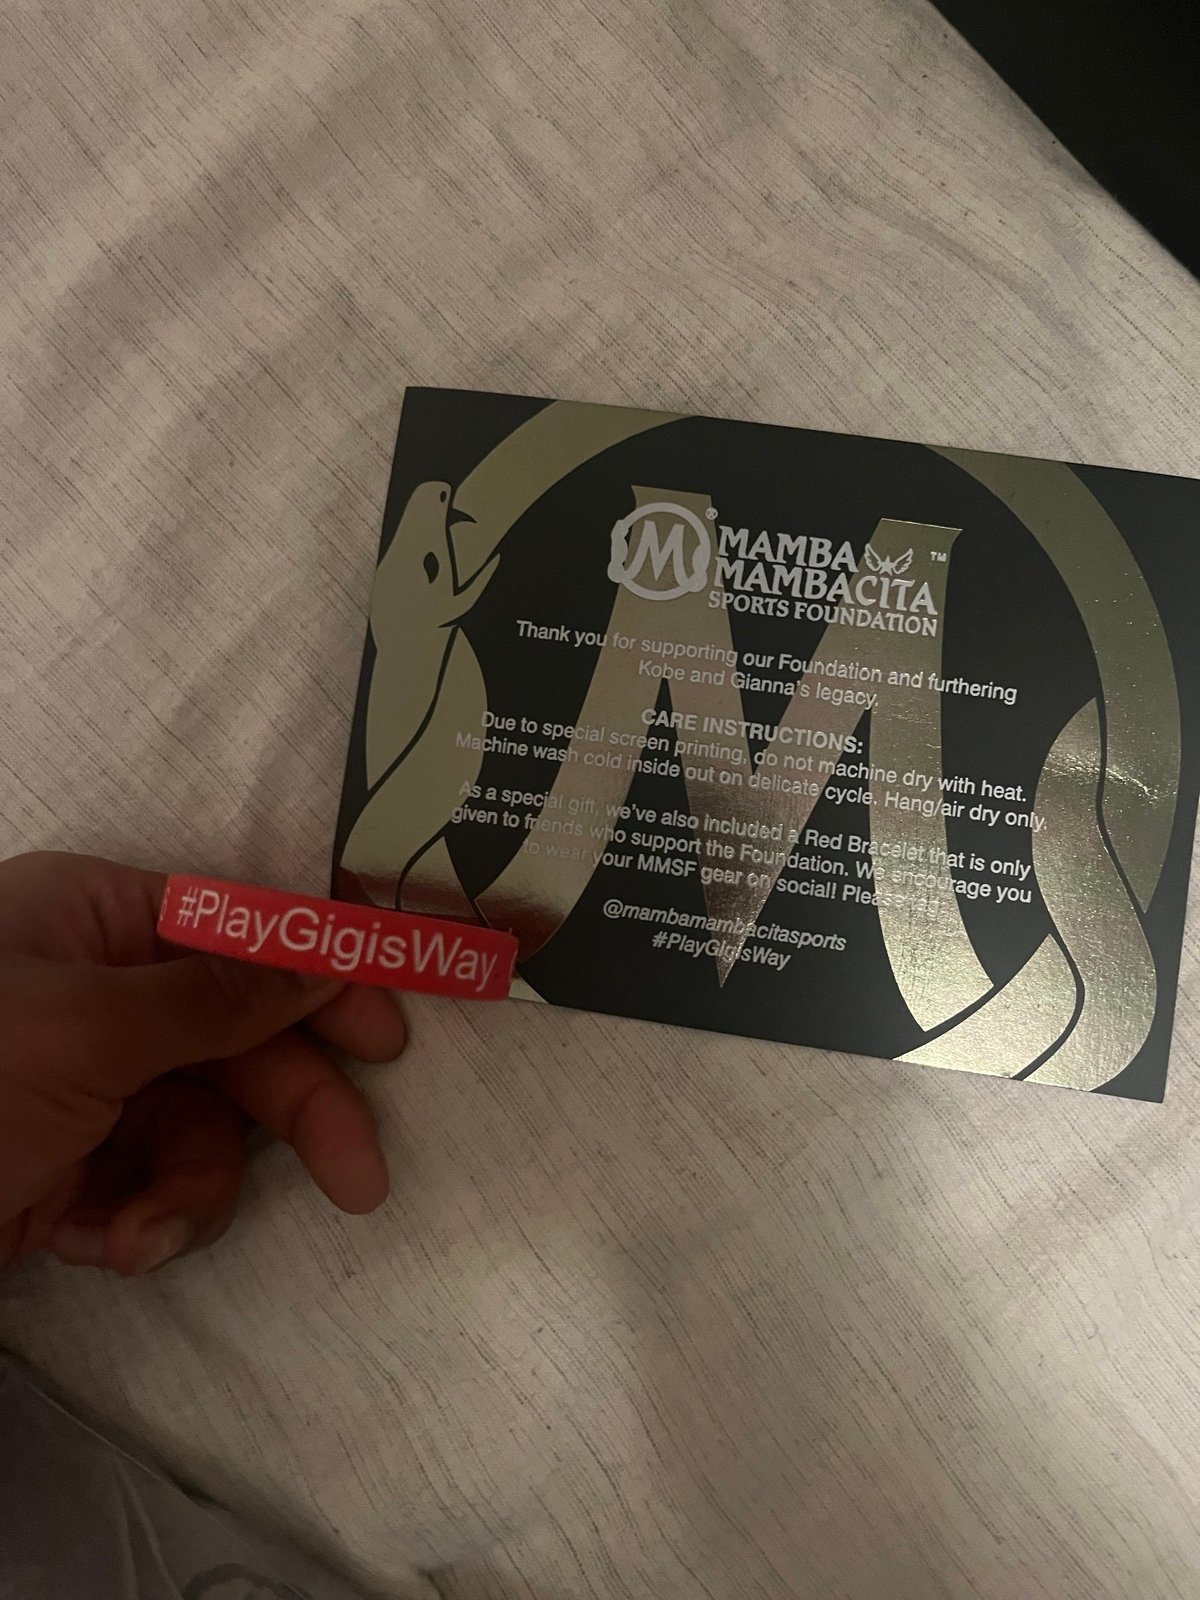 M®
MAMBA
MAMBACITA™
SPORTS FOUNDATION
Thank you for supporting our Foundation and furthering
Kobe and Gianna's legacy.
CARE INSTRUCTIONS:
Due to special screen printing, do not machine dry with heat.
Machine wash cold inside out on delicate cycle. Hang/air dry only.
As a special gift, we've also included a Red Bracelet that is only
given to friends who support the Foundation. We encourage you
to wear your MMSF gear on social! Please tag:
@mambamambacitasports
#PlayGigisWay
#PlayGigisWay